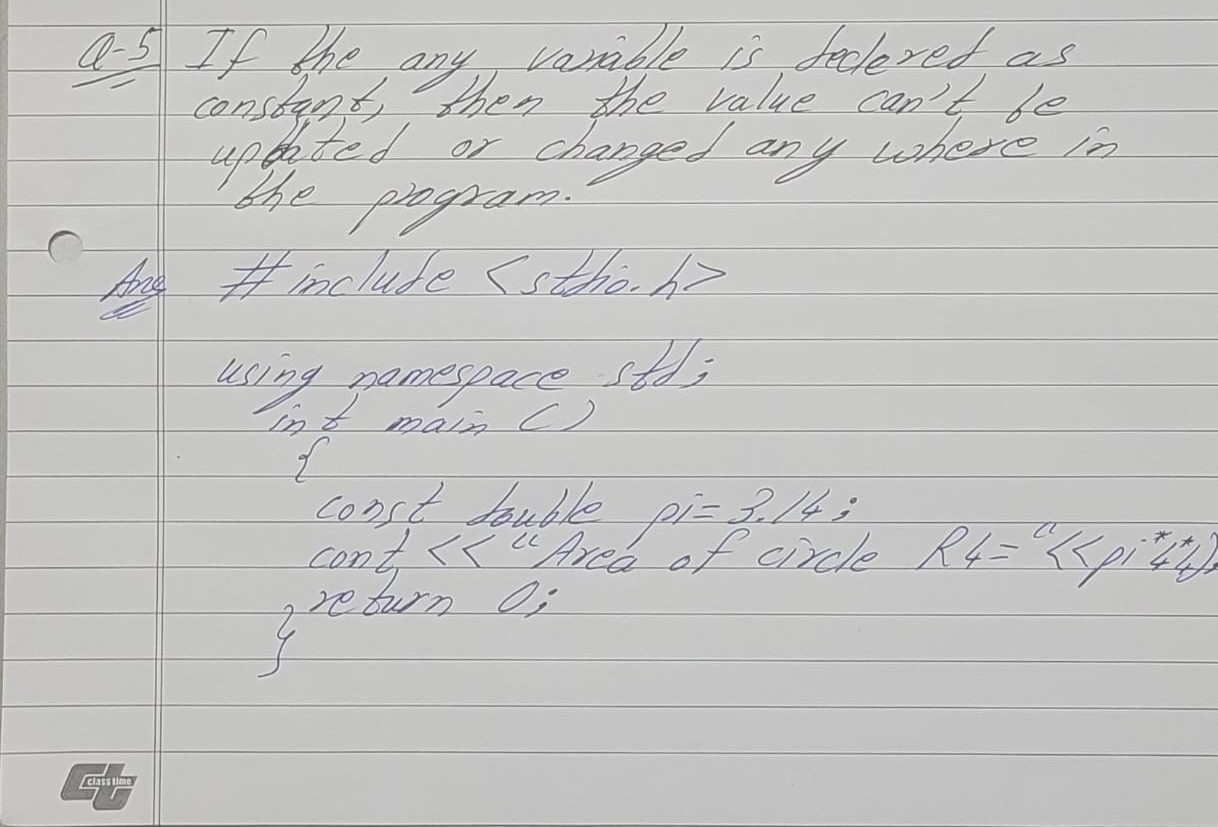 Q-5 If the any variable is declered as
constant, then the value can't be
updated or changed any where in
the program.
Ans # include <stdio.h>
using namespace std;
int main ()
{
const double pi= 3.14;
cout << "Area of circle R4= "<<pi*4*4);
return 0;
}
class time